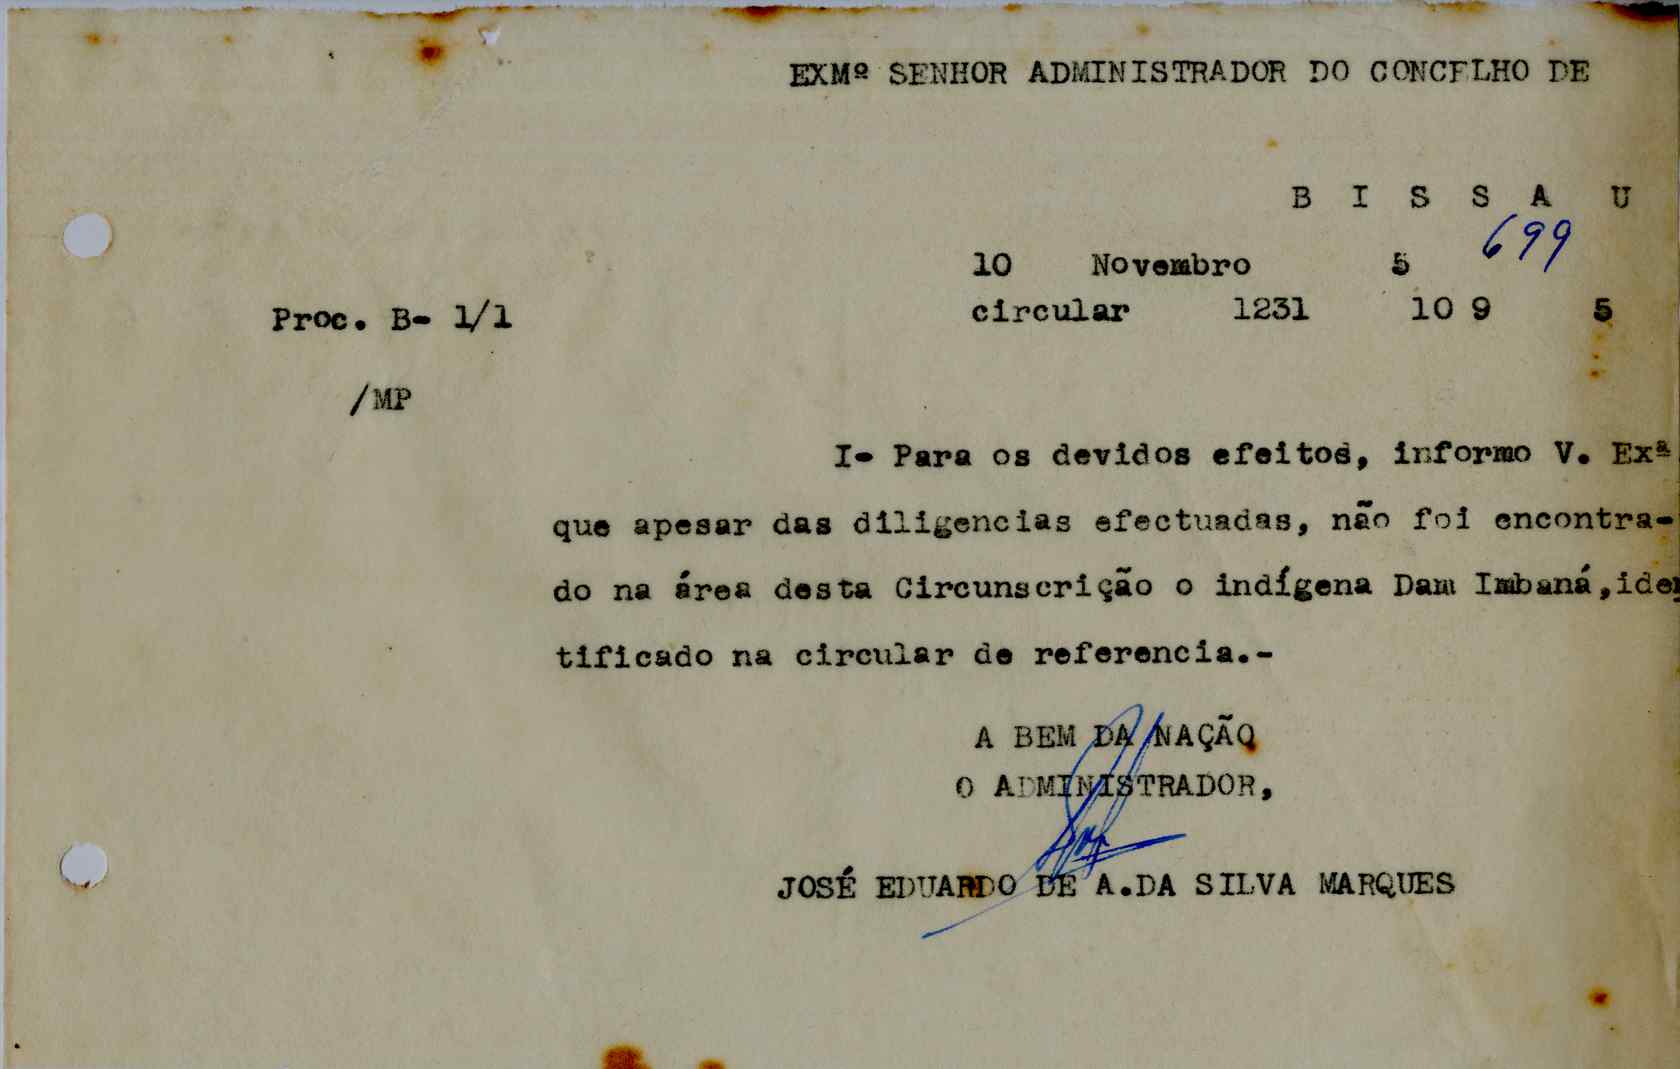 EXMº SENHOR ADMINISTRADOR DO CONCELHO DE
B I S S A U
699
10 Novembro 5
circular 1231 10 9 5
Proc. B- 1/1
/MP
I- Para os devidos efeitos, informo V. Exª
que apesar das diligencias efectuadas, não foi encontra-
do na área desta Circunscrição o indígena Dam Imbaná,iden
tificado na circular de referencia.-
A BEM DA NAÇÃO
O ADMINISTRADOR,
JOSÉ EDUARDO DE A.DA SILVA MARQUES